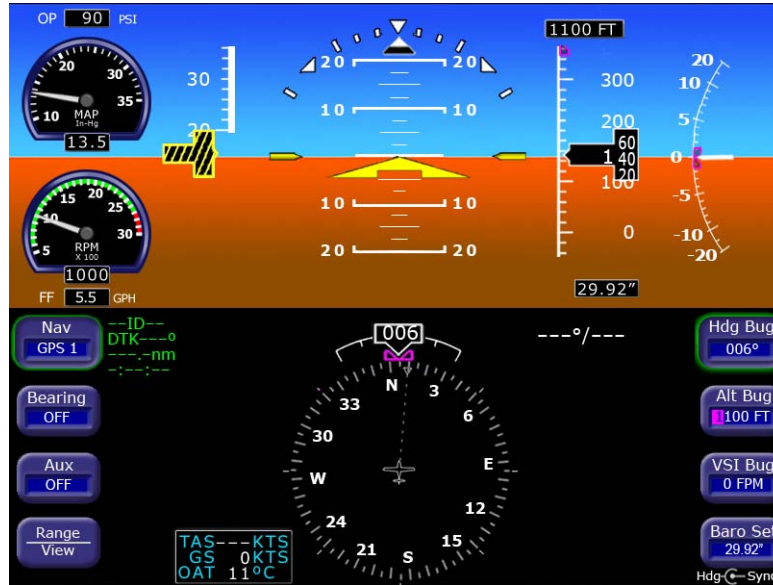 OP 90 PSI
1100 FT
10 20 30 35
MAP
In-Hg
13.5
30
20
20 20
10 10
10 10
20 20
300
200
100
0
1
60
40
20
20
10
5
0
-5
-10
-20
5 10 15 20 25 30
RPM
X 100
1000
FF 5.5 GPH
29.92"
Nav
GPS 1
--ID--
DTK---°
---.-nm
-:--:--
Bearing
OFF
Aux
OFF
Range
View
006
---°/---
N 3 6 E 12 15 S 21 24 W 30 33
TAS---KTS
GS 0KTS
OAT 11°C
Hdg Bug
006°
Alt Bug
1100 FT
VSI Bug
0 FPM
Baro Set
29.92"
Hdg Sync